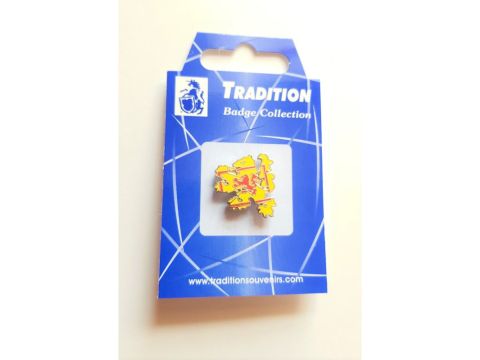 TRADITION
Badge Collection
www.traditionsouvenirs.com